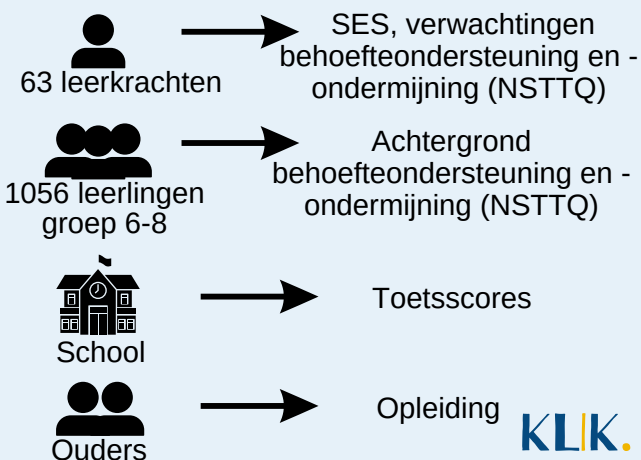 63 leerkrachten
SES, verwachtingen
behoefteondersteuning en -
ondermijning (NSTTQ)
1056 leerlingen
groep 6-8
Achtergrond
behoefteondersteuning en -
ondermijning (NSTTQ)
School
Toetsscores
Ouders
Opleiding
KLIK.